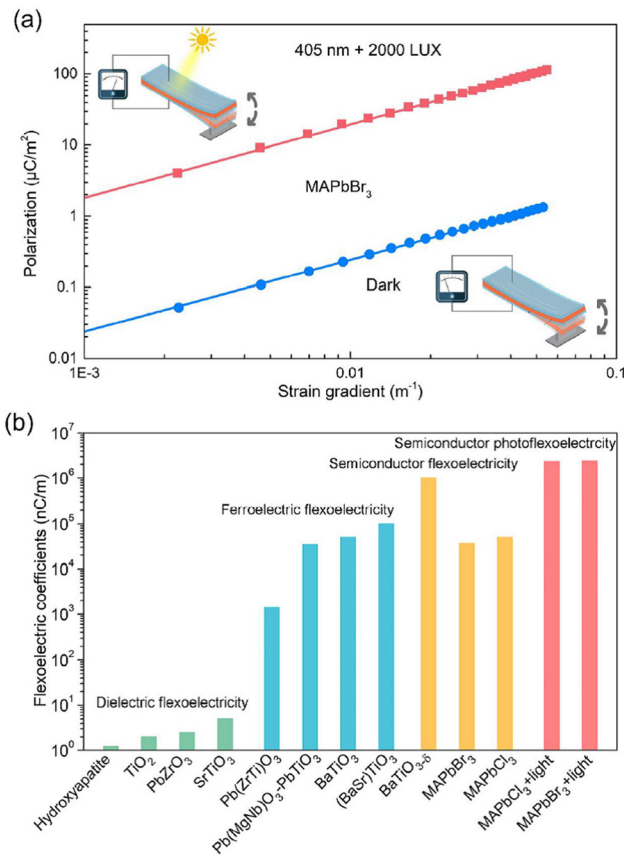 (a)
405 nm + 2000 LUX
Polarization (μC/m²)
100
10
1
0.1
0.01
MAPbBr₃
Dark
1E-3
0.01
0.1
Strain gradient (m⁻¹)
(b)
Flexoelectric coefficients (nC/m)
10⁷
10⁶
10⁵
10⁴
10³
10²
10¹
10⁰
Semiconductor photoflexoelectrcity
Semiconductor flexoelectricity
Ferroelectric flexoelectricity
Dielectric flexoelectricity
Hydroxyapatite
TiO₂
PbZrO₃
SrTiO₃
Pb(ZrTi)O₃
Pb(MgNb)O₃-PbTiO₃
BaTiO₃
(BaSr)TiO₃
BaTiO₃₋δ
MAPbBr₃
MAPbCl₃
MAPbCl₃+light
MAPbBr₃+light